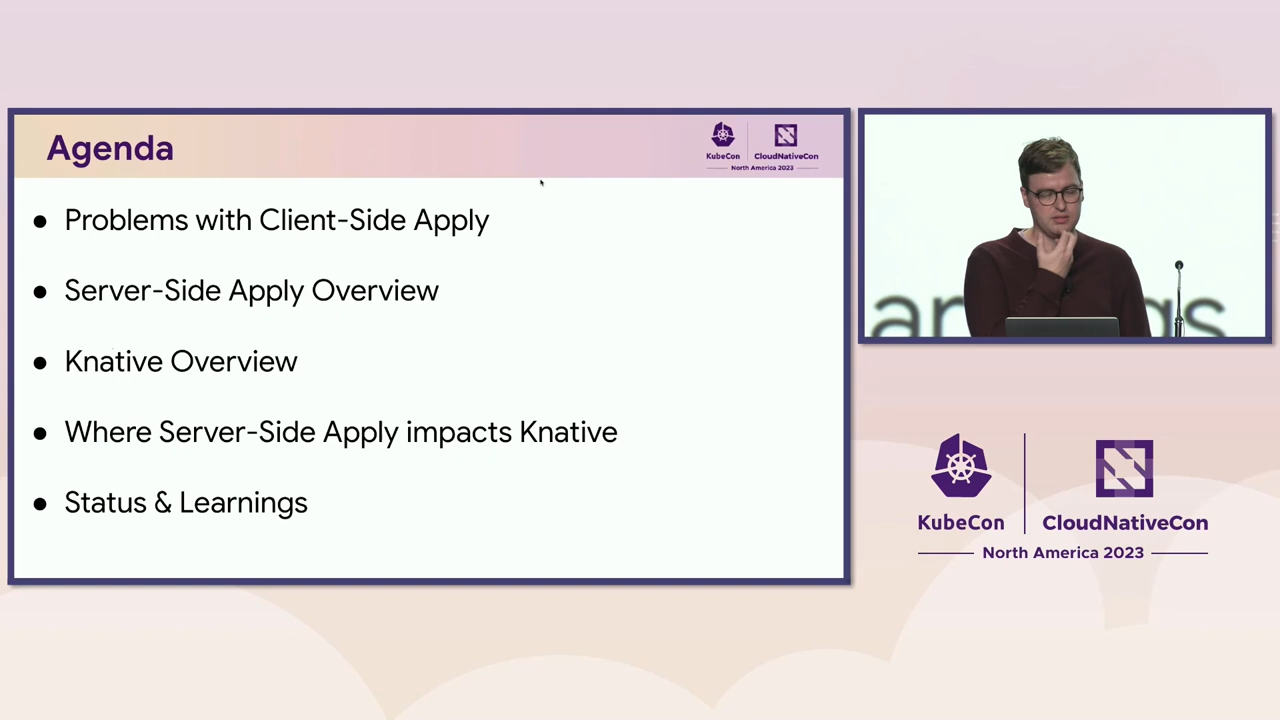 Agenda
KubeCon
CloudNativeCon
North America 2023
● Problems with Client-Side Apply
● Server-Side Apply Overview
● Knative Overview
● Where Server-Side Apply impacts Knative
● Status & Learnings
KubeCon
CloudNativeCon
North America 2023